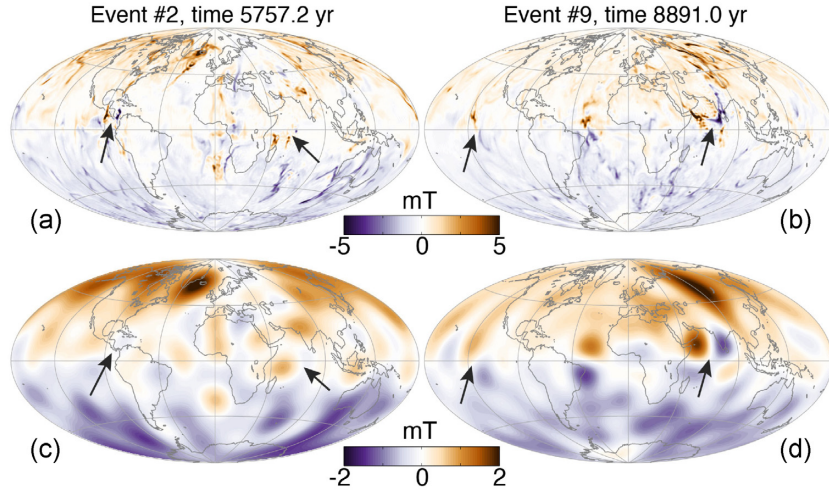 Event #2, time 5757.2 yr
Event #9, time 8891.0 yr
(a)
mT
-5 0 5
(b)
(c)
mT
-2 0 2
(d)